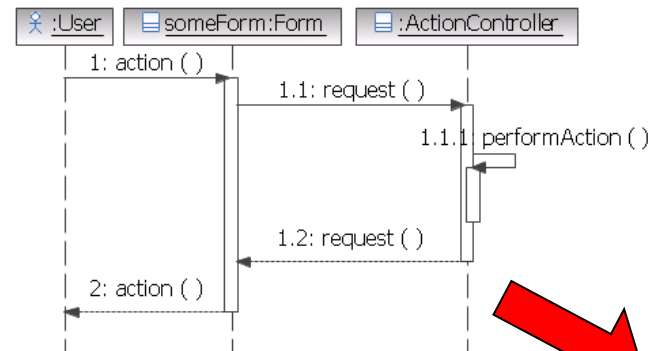 :User
someForm:Form
:ActionController
1: action ( )
1.1: request ( )
1.1.1: performAction ( )
1.2: request ( )
2: action ( )